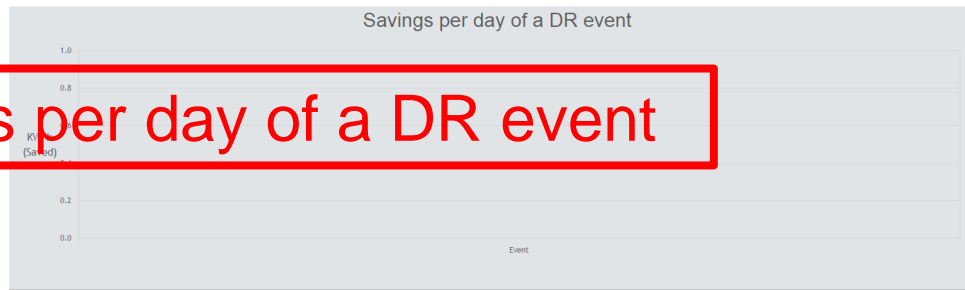 Savings per day of a DR event
1.0
0.8
s per day of a DR event
(Saved)
0.2
0.0
Event